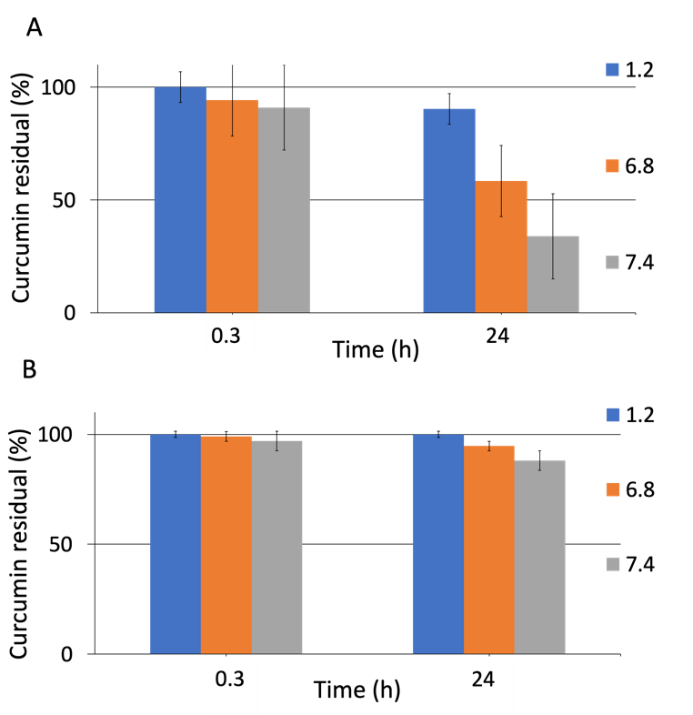 A
Curcumin residual (%)
100
50
0
0.3
24
Time (h)
1.2
6.8
7.4
B
Curcumin residual (%)
100
50
0
0.3
24
Time (h)
1.2
6.8
7.4